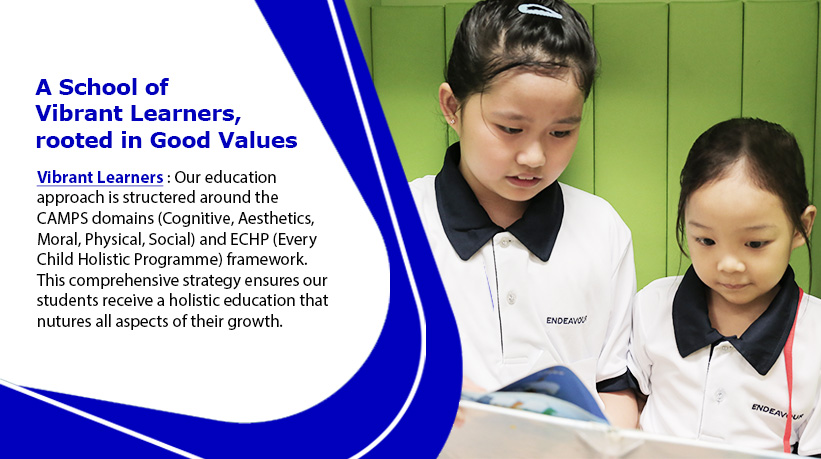 A School of
Vibrant Learners,
rooted in Good Values
Vibrant Learners : Our education
approach is structered around the
CAMPS domains (Cognitive, Aesthetics,
Moral, Physical, Social) and ECHP (Every
Child Holistic Programme) framework.
This comprehensive strategy ensures our
students receive a holistic education that
nutures all aspects of their growth.
ENDEAVOUR
ENDEAVOUR